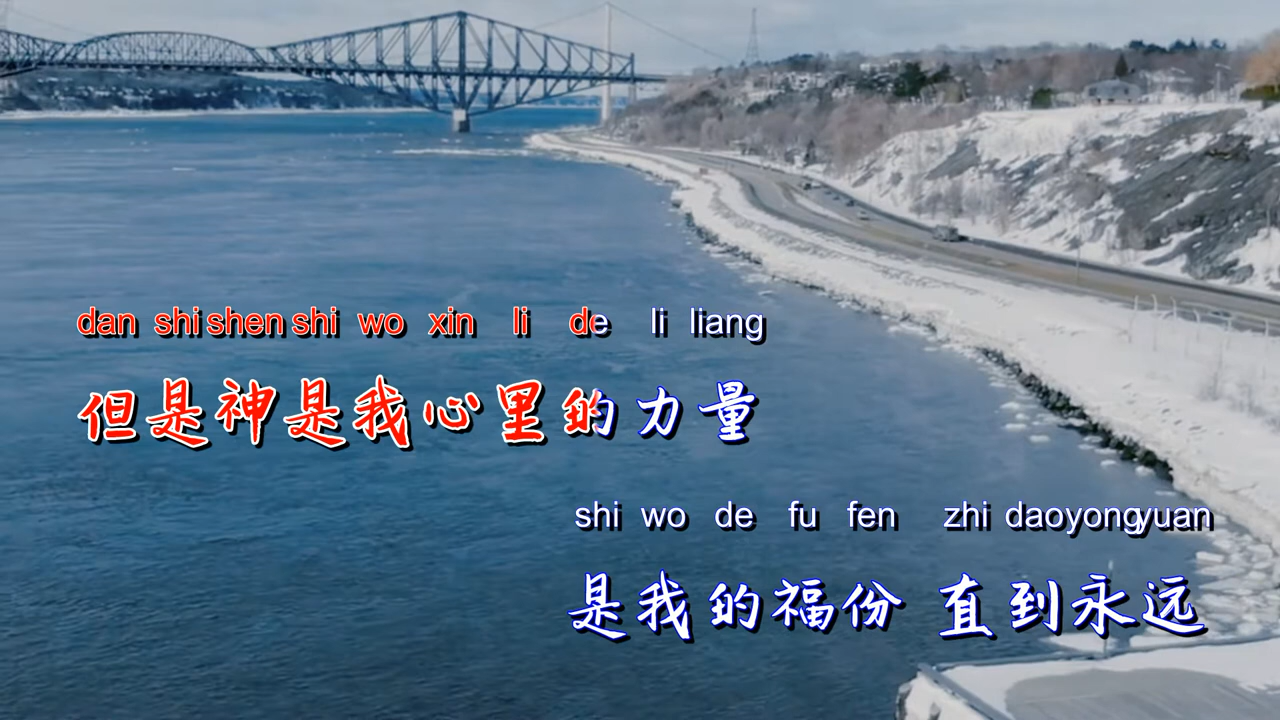 dan shi shen shi wo xin li de li liang
但是神是我心里的力量
shi wo de fu fen zhi dao yong yuan
是我的福份 直到永远